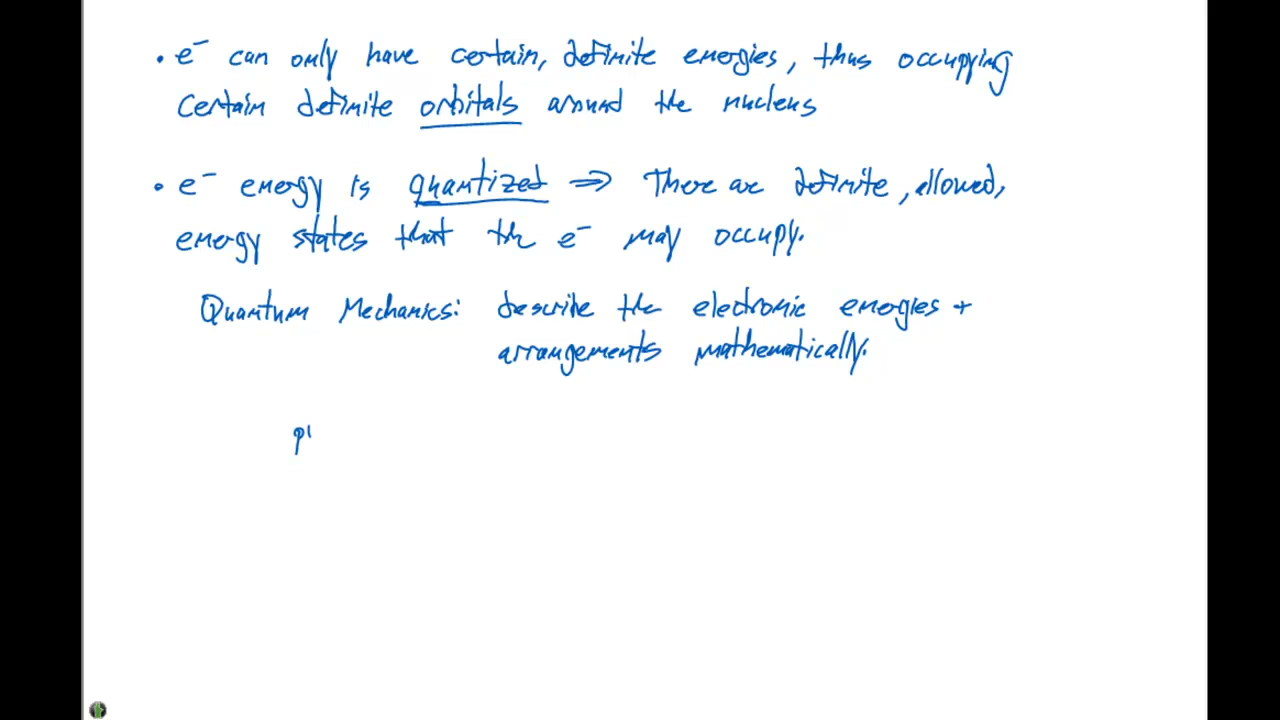 • e⁻ can only have certain, definite energies, thus occupying
certain definite orbitals around the nucleus
• e⁻ energy is quantized ⇒ There are definite, allowed,
energy states that the e⁻ may occupy.
Quantum Mechanics: describe the electronic energies +
arrangements mathematically.